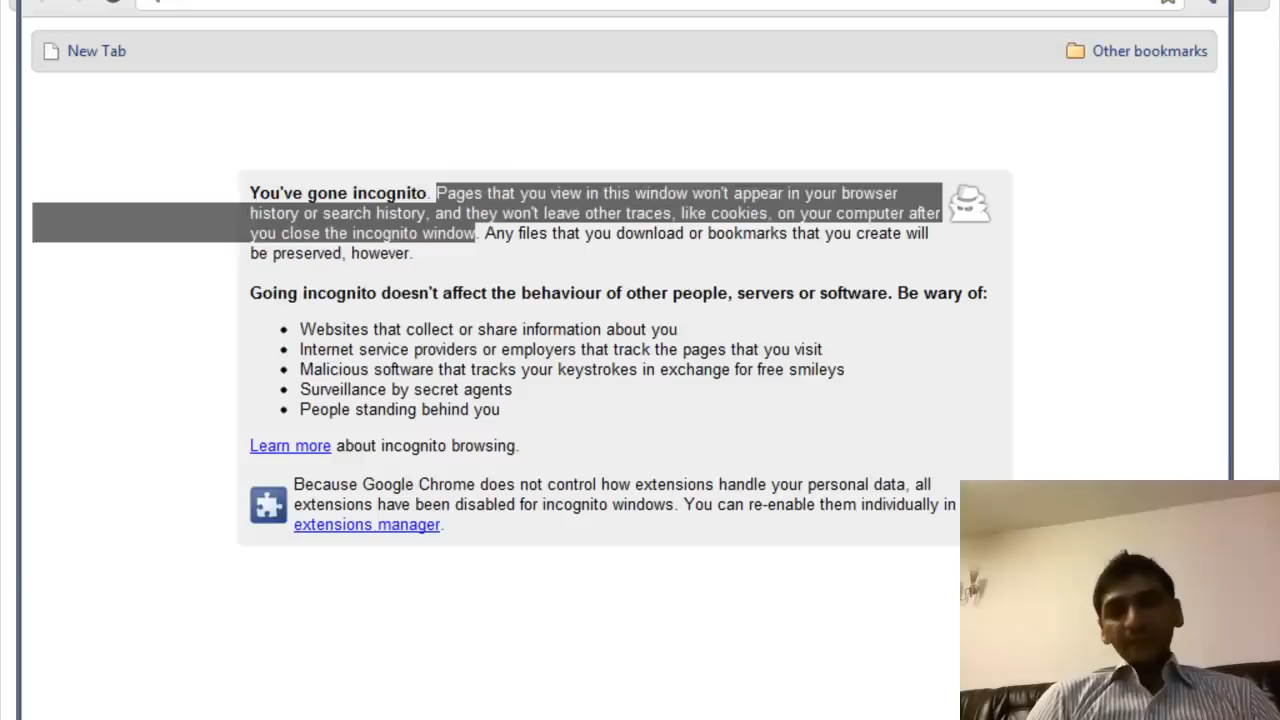 New Tab
Other bookmarks
You've gone incognito. Pages that you view in this window won't appear in your browser
history or search history, and they won't leave other traces, like cookies, on your computer after
you close the incognito window. Any files that you download or bookmarks that you create will
be preserved, however.
Going incognito doesn't affect the behaviour of other people, servers or software. Be wary of:
• Websites that collect or share information about you
• Internet service providers or employers that track the pages that you visit
• Malicious software that tracks your keystrokes in exchange for free smileys
• Surveillance by secret agents
• People standing behind you
Learn more about incognito browsing.
Because Google Chrome does not control how extensions handle your personal data, all
extensions have been disabled for incognito windows. You can re-enable them individually in
extensions manager.